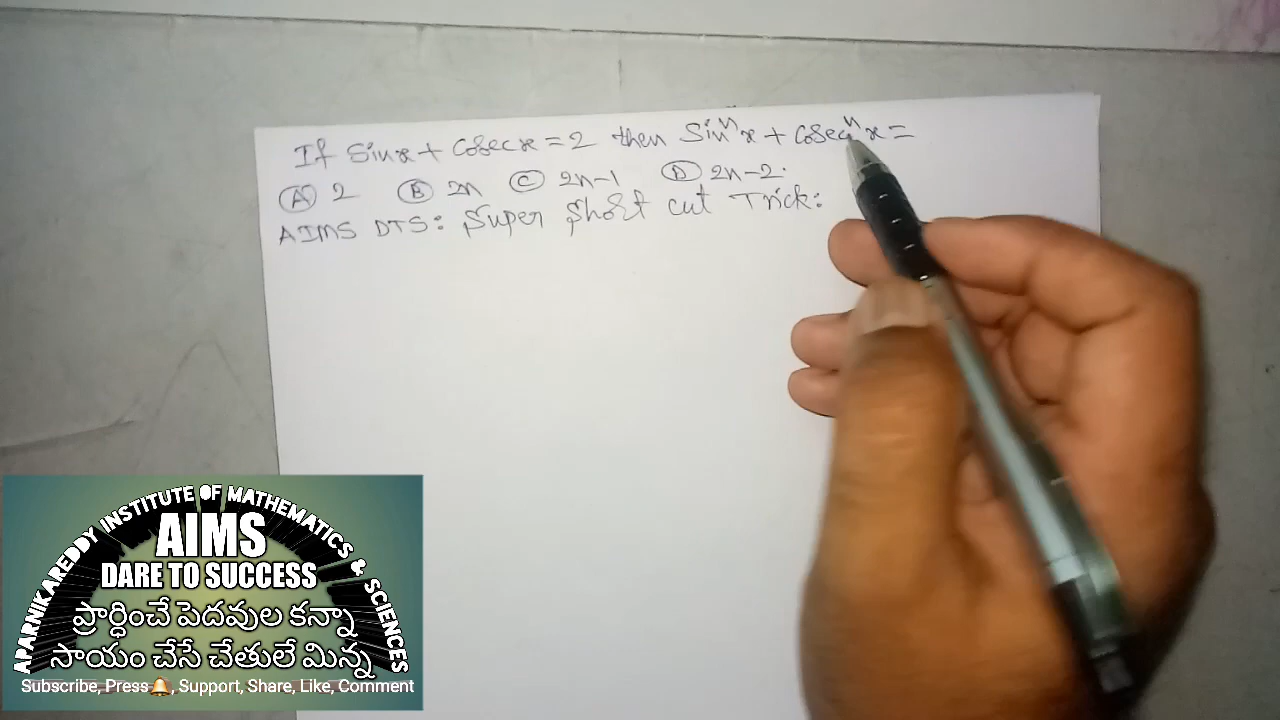 If Sinx + Cosecx = 2 then Sinⁿx + Cosecⁿx =
(A) 2 (B) 2n (C) 2n-1 (D) 2n-2.
AIMS DTS: Super Short cut Trick:
APARNIKAREDDY INSTITUTE OF MATHEMATICS & SCIENCES
AIMS
DARE TO SUCCESS
ప్రార్ధించే పెదవుల కన్నా
సాయం చేసే చేతులే మిన్న
Subscribe, Press🔔, Support, Share, Like, Comment